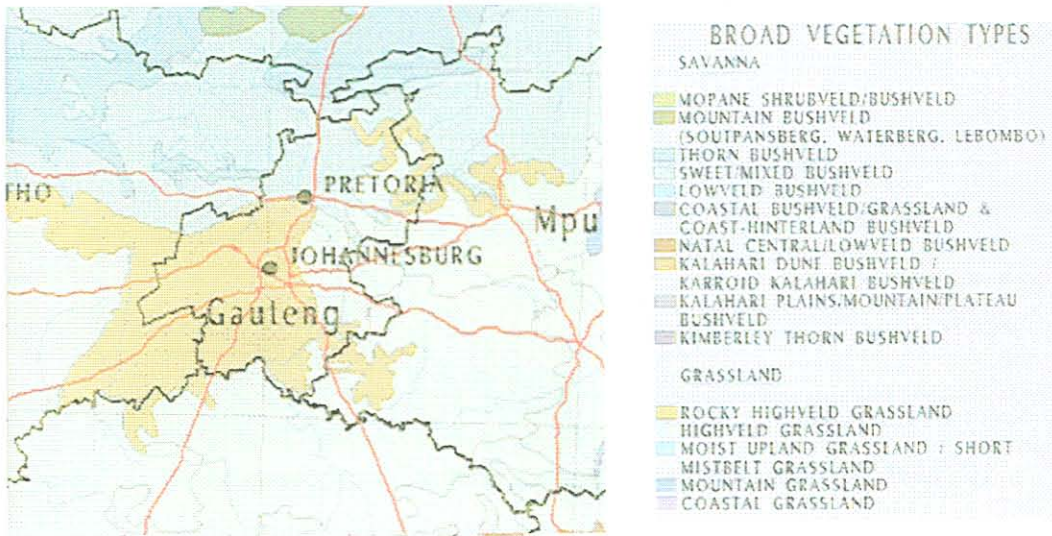 THO
PRETORIA
Mpu
JOHANNESBURG
Gauteng
BROAD VEGETATION TYPES
SAVANNA
MOPANE SHRUBVELD/BUSHVELD
MOUNTAIN BUSHVELD
(SOUTPANSBERG, WATERBERG, LEBOMBO)
THORN BUSHVELD
SWEET/MIXED BUSHVELD
LOWVELD BUSHVELD
COASTAL BUSHVELD/GRASSLAND &
COAST-HINTERLAND BUSHVELD
NATAL CENTRAL/LOWVELD BUSHVELD
KALAHARI DUNE BUSHVELD /
KARROID KALAHARI BUSHVELD
KALAHARI PLAINS/MOUNTAIN/PLATEAU
BUSHVELD
KIMBERLEY THORN BUSHVELD
GRASSLAND
ROCKY HIGHVELD GRASSLAND
HIGHVELD GRASSLAND
MOIST UPLAND GRASSLAND / SHORT
MISTBELT GRASSLAND
MOUNTAIN GRASSLAND
COASTAL GRASSLAND